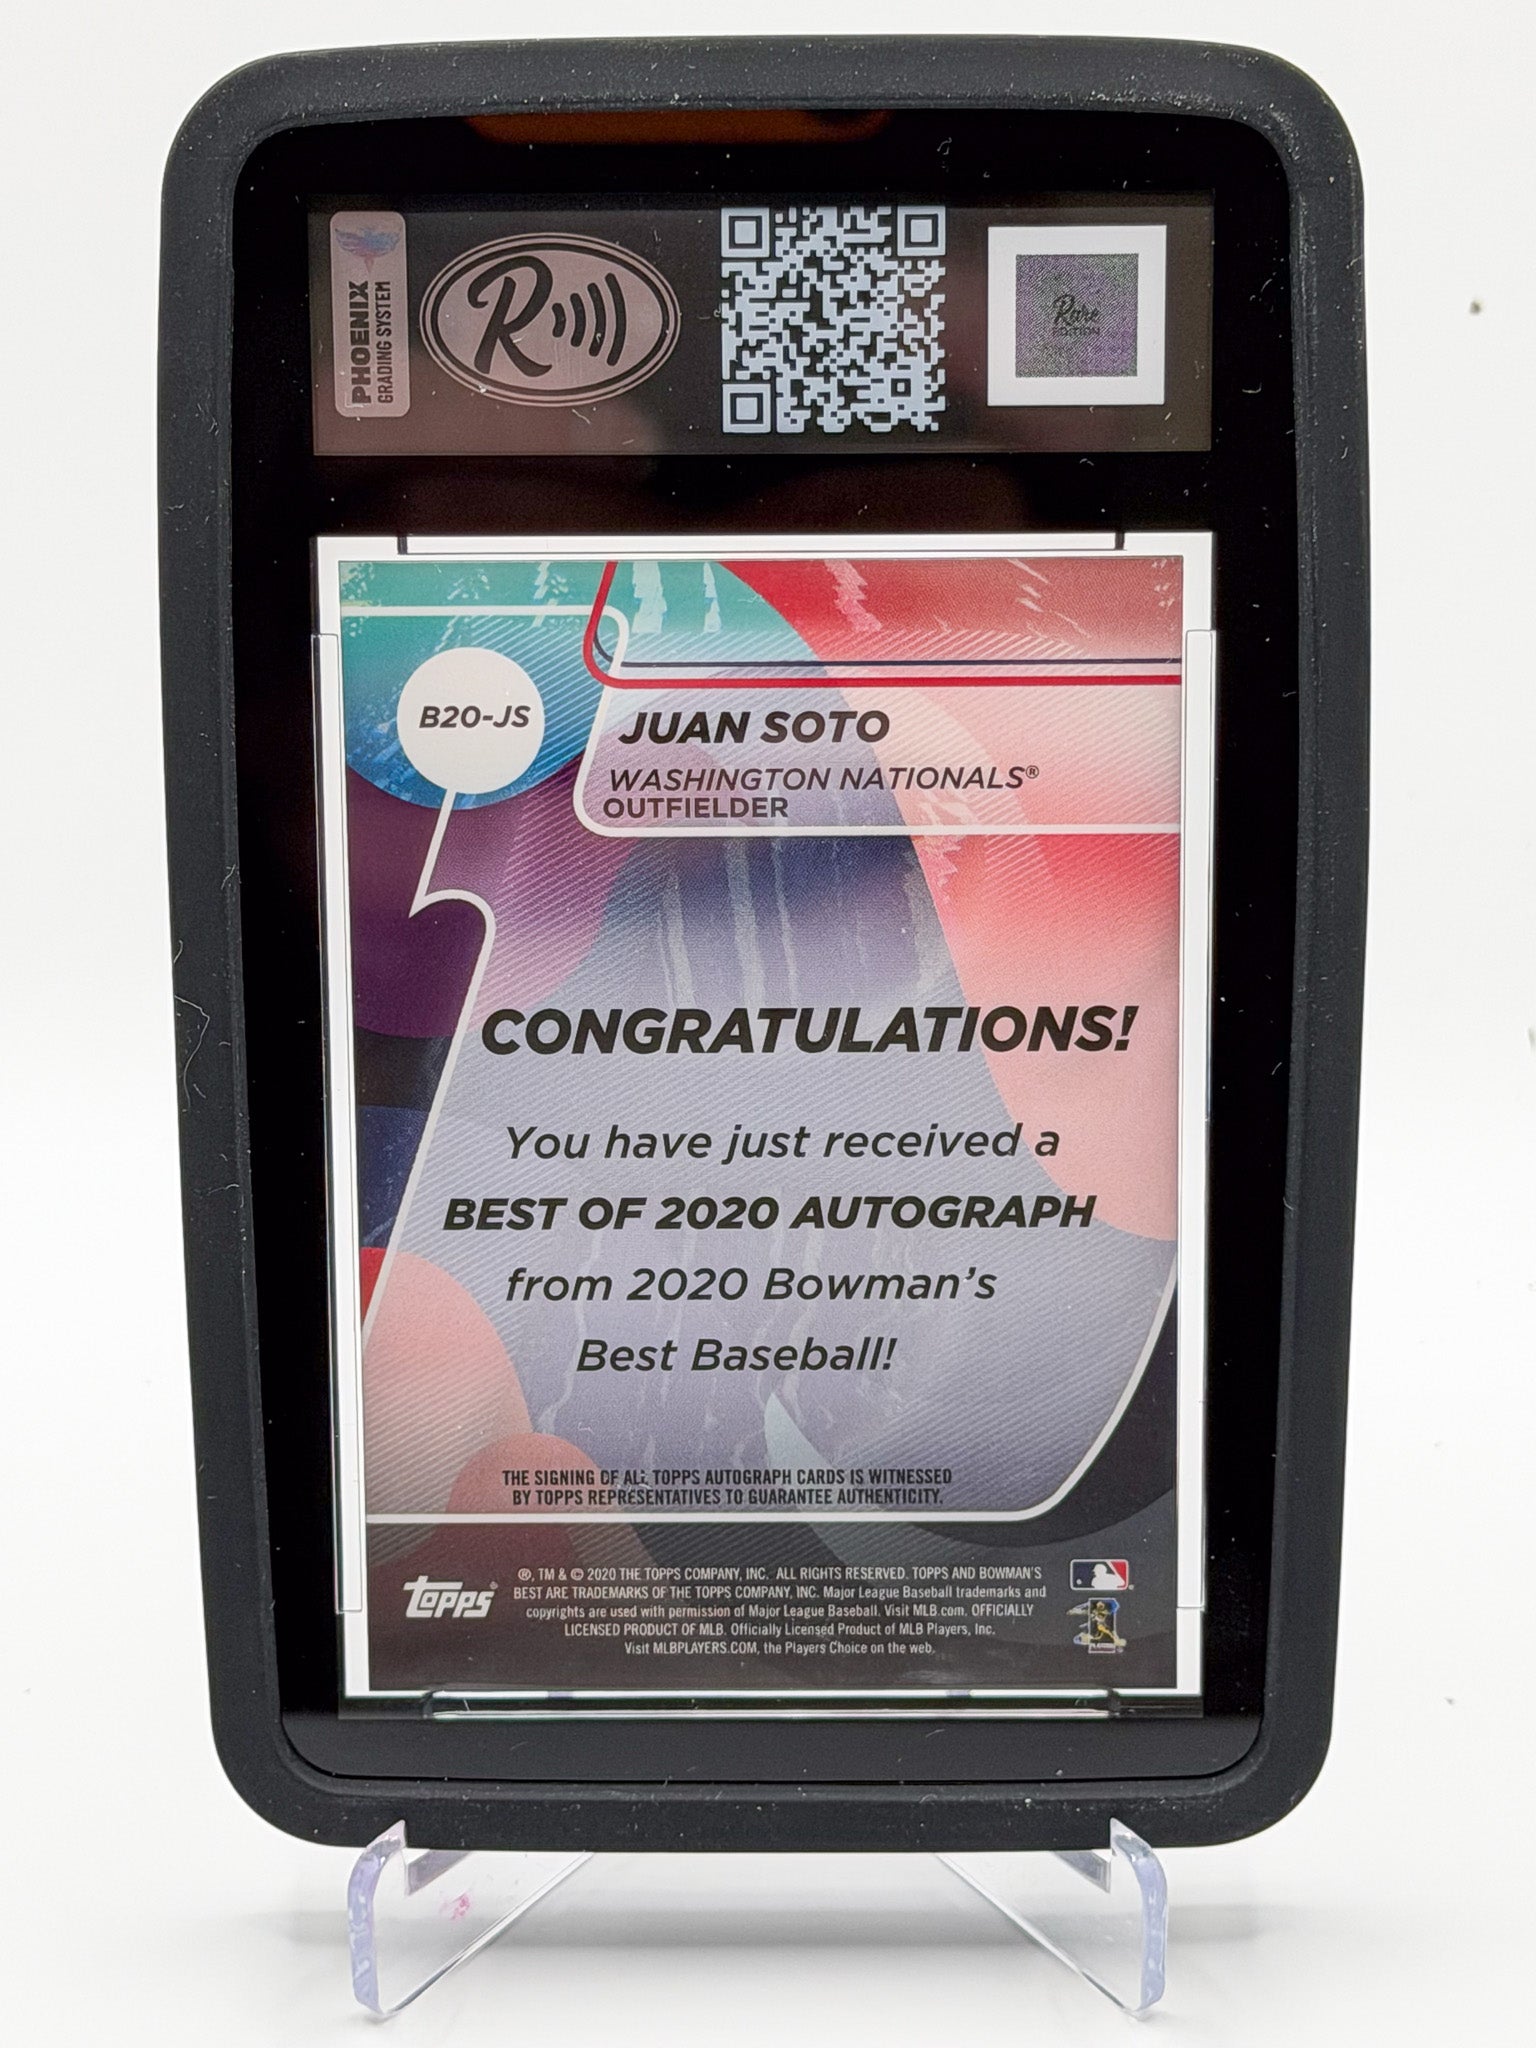 PHOENIX
GRADING SYSTEM
R
Rare
EDITION
B20-JS
JUAN SOTO
WASHINGTON NATIONALS®
OUTFIELDER
CONGRATULATIONS!
You have just received a
BEST OF 2020 AUTOGRAPH
from 2020 Bowman's
Best Baseball!
THE SIGNING OF ALL TOPPS AUTOGRAPH CARDS IS WITNESSED
BY TOPPS REPRESENTATIVES TO GUARANTEE AUTHENTICITY.
topps®
®, TM & © 2020 THE TOPPS COMPANY, INC. ALL RIGHTS RESERVED. TOPPS AND BOWMAN'S
BEST ARE TRADEMARKS OF THE TOPPS COMPANY, INC. Major League Baseball trademarks and
copyrights are used with permission of Major League Baseball. Visit MLB.com. OFFICIALLY
LICENSED PRODUCT OF MLB. Officially Licensed Product of MLB Players, Inc.
Visit MLBPLAYERS.COM, the Players Choice on the web.